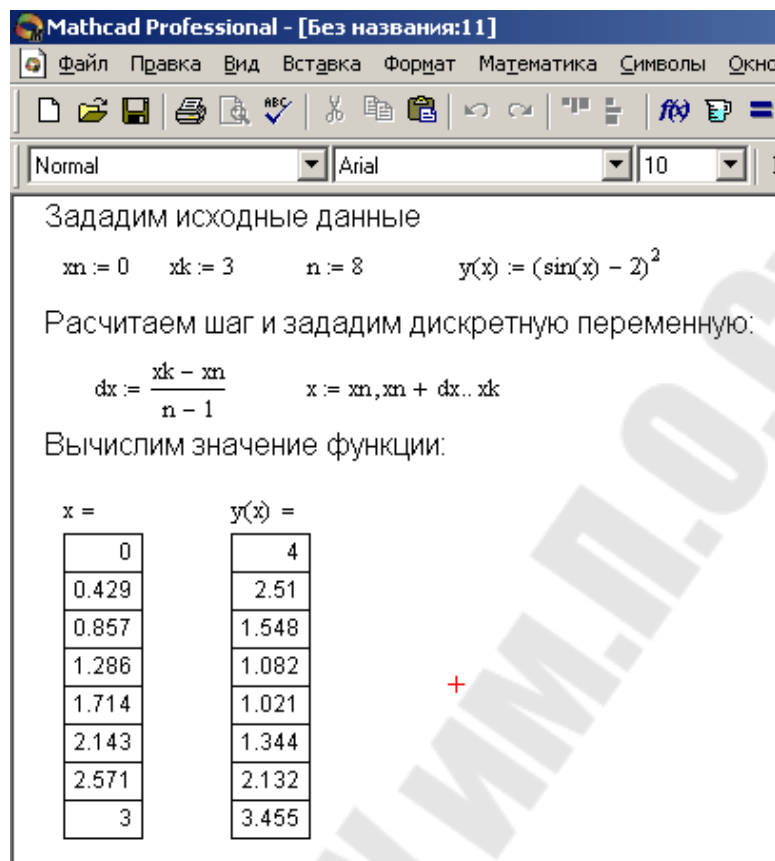 Mathcad Professional - [Без названия:11]
Файл Правка Вид Вставка Формат Математика Символы Окно
ABC f(x)
Normal Arial 10
Зададим исходные данные
xn := 0 xk := 3 n := 8 y(x) := (sin(x) − 2)²
Расчитаем шаг и зададим дискретную переменную:
dx := (xk − xn)/(n − 1) x := xn, xn + dx.. xk
Вычислим значение функции:
x = y(x) =
0 4
0.429 2.51
0.857 1.548
1.286 1.082
1.714 1.021
2.143 1.344
2.571 2.132
3 3.455
ИМ.П.О